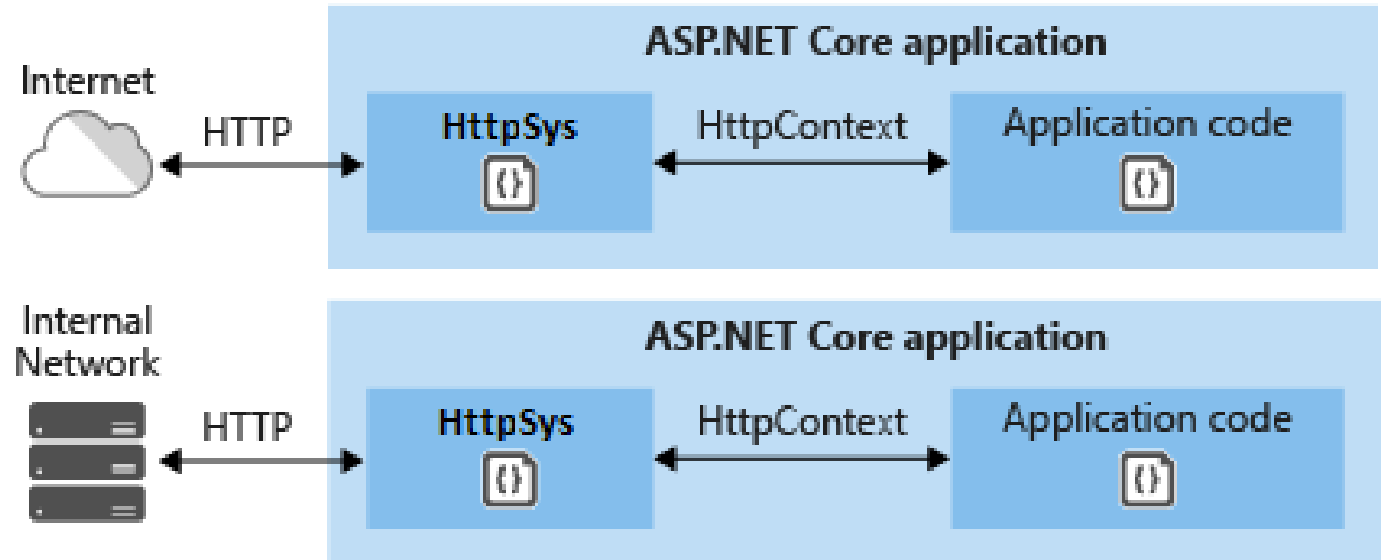 ASP.NET Core application
Internet
HTTP
HttpSys
{}
HttpContext
Application code
{}
ASP.NET Core application
Internal
Network
HTTP
HttpSys
{}
HttpContext
Application code
{}